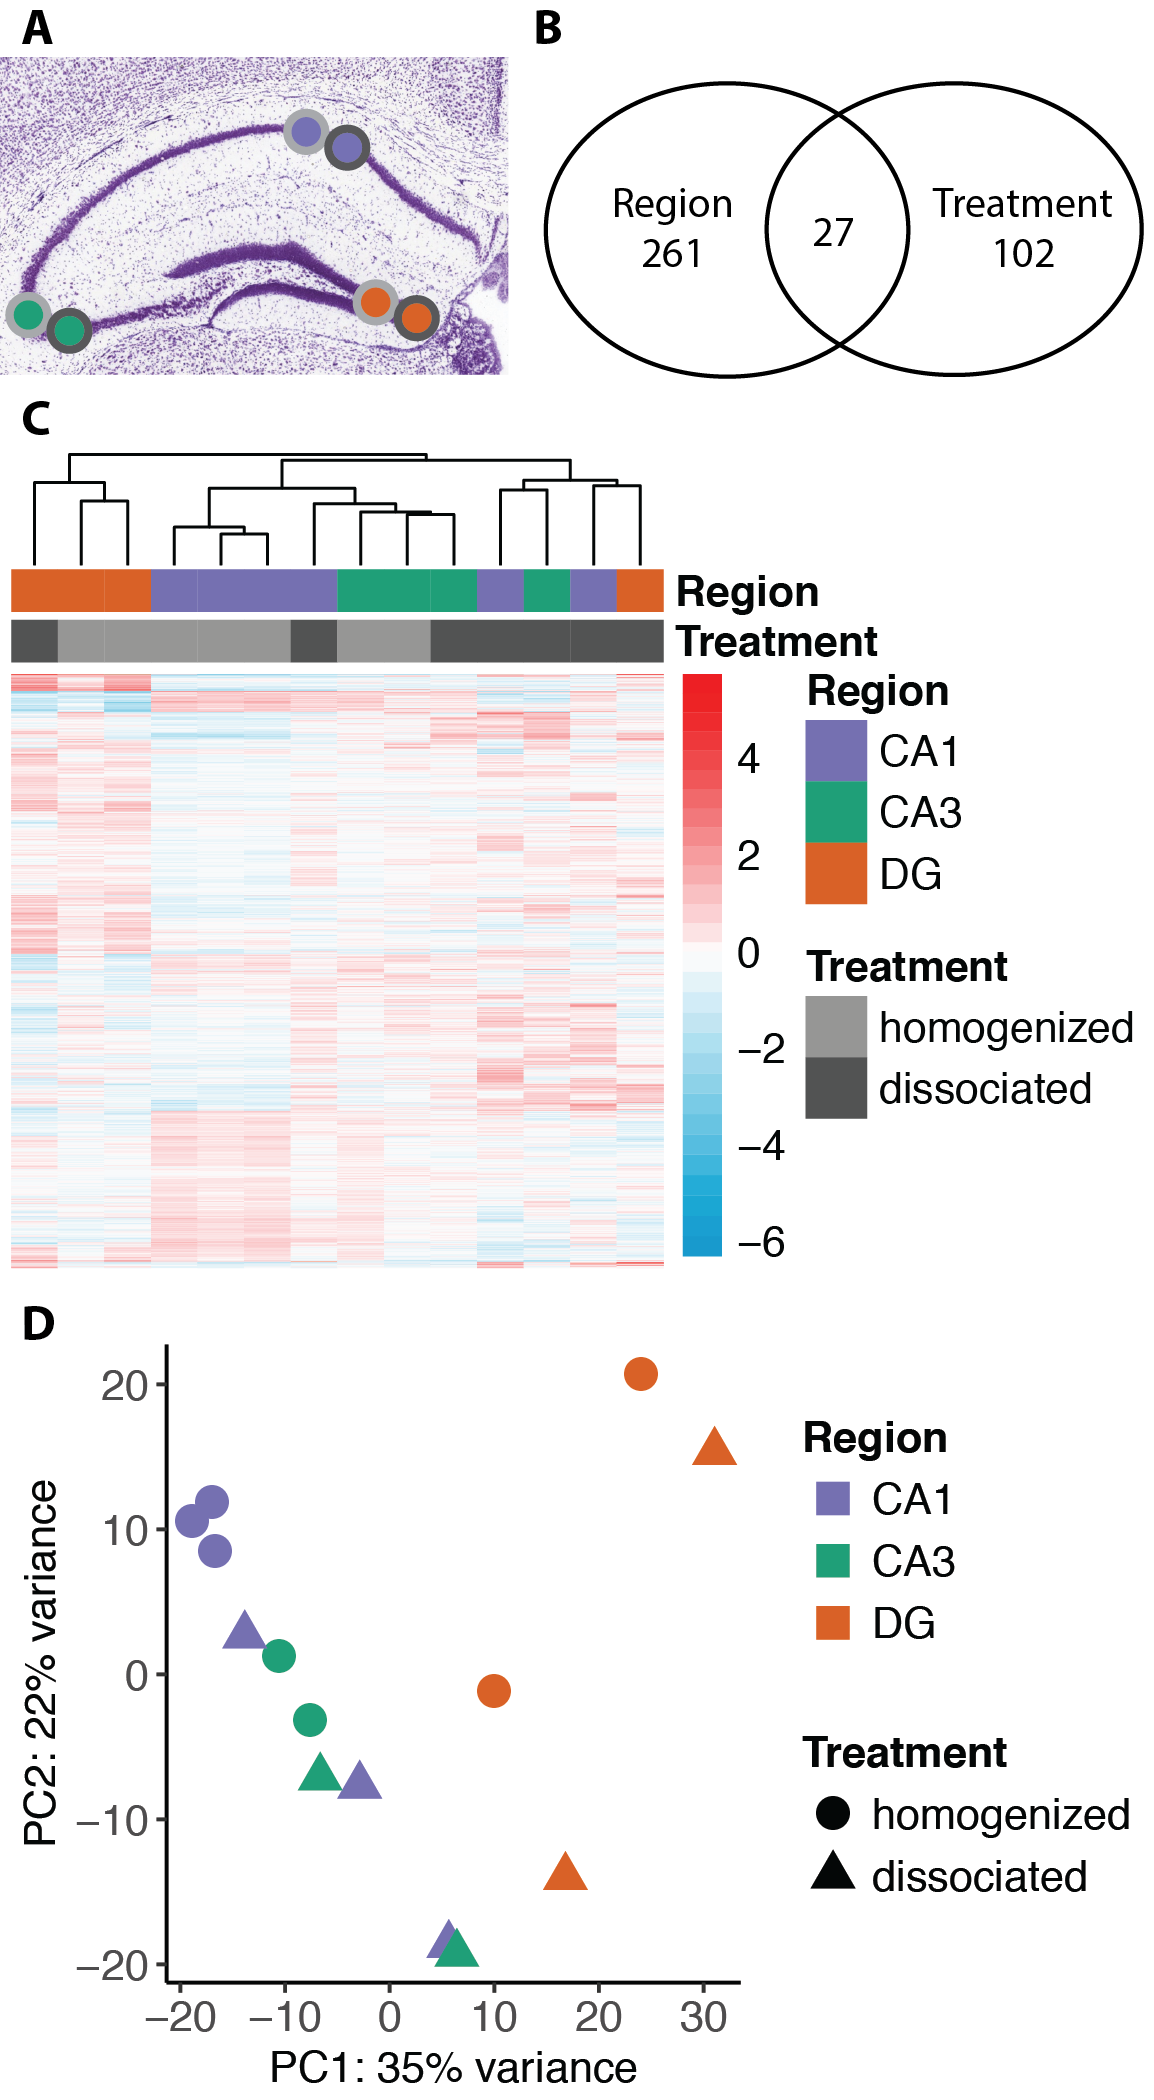 A
B
Region
261
27
Treatment
102
C
Region
Treatment
4
2
0
−2
−4
−6
Region
CA1
CA3
DG
Treatment
homogenized
dissociated
D
PC2: 22% variance
20
10
0
−10
−20
−20 −10 0 10 20 30
PC1: 35% variance
Region
CA1
CA3
DG
Treatment
homogenized
dissociated